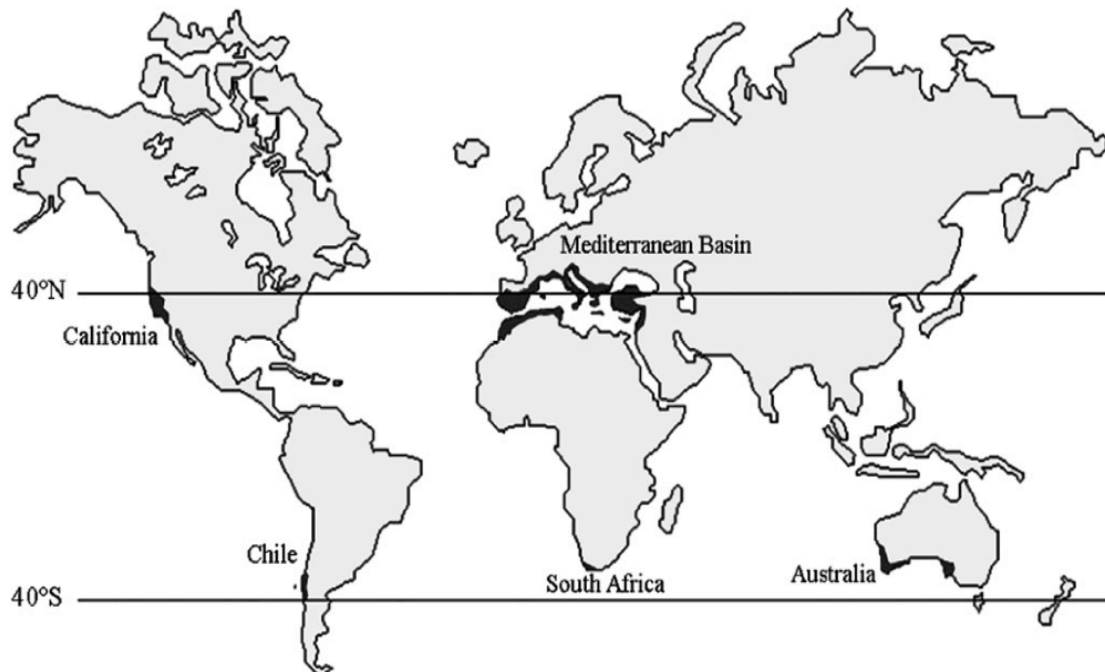 Mediterranean Basin
40°N
California
Chile
South Africa
Australia
40°S